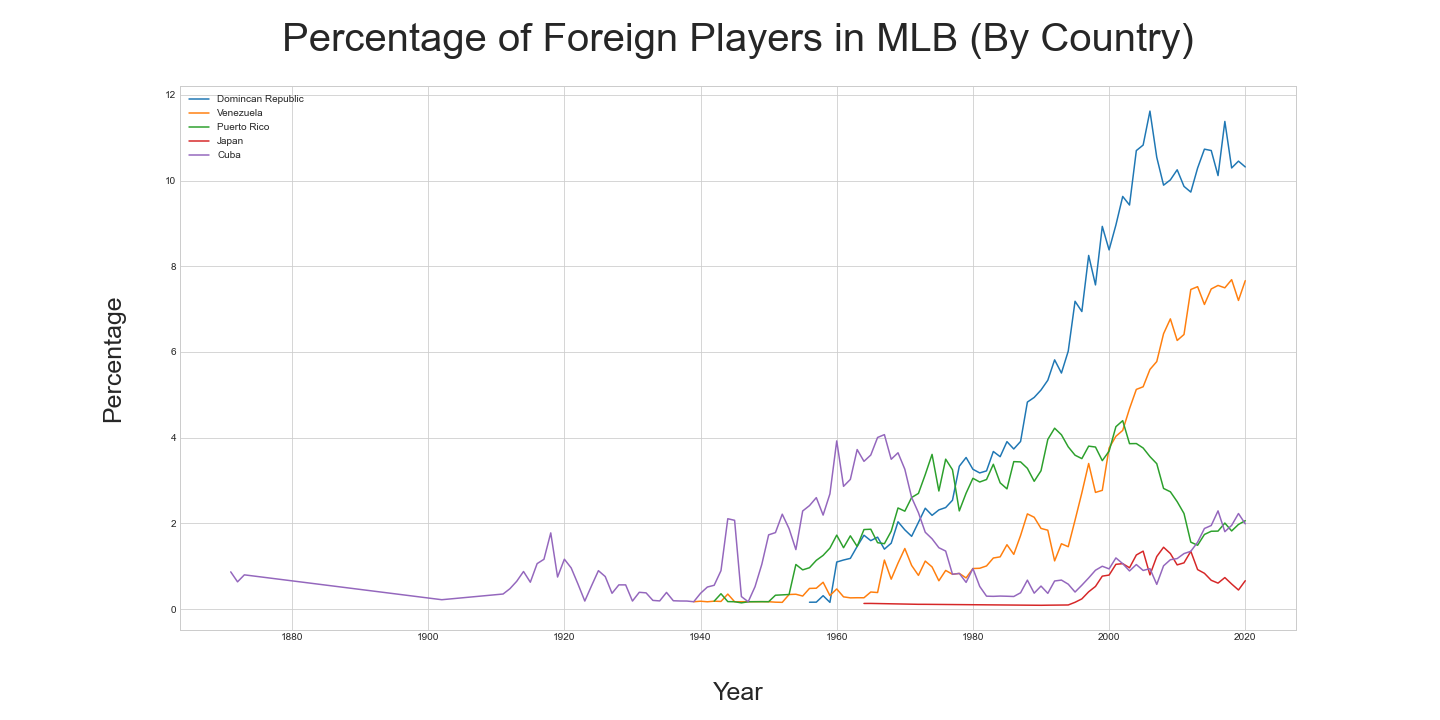 Percentage of Foreign Players in MLB (By Country)
Domincan Republic
Venezuela
Puerto Rico
Japan
Cuba
12
10
8
6
4
2
0
Percentage
1880 1900 1920 1940 1960 1980 2000 2020
Year